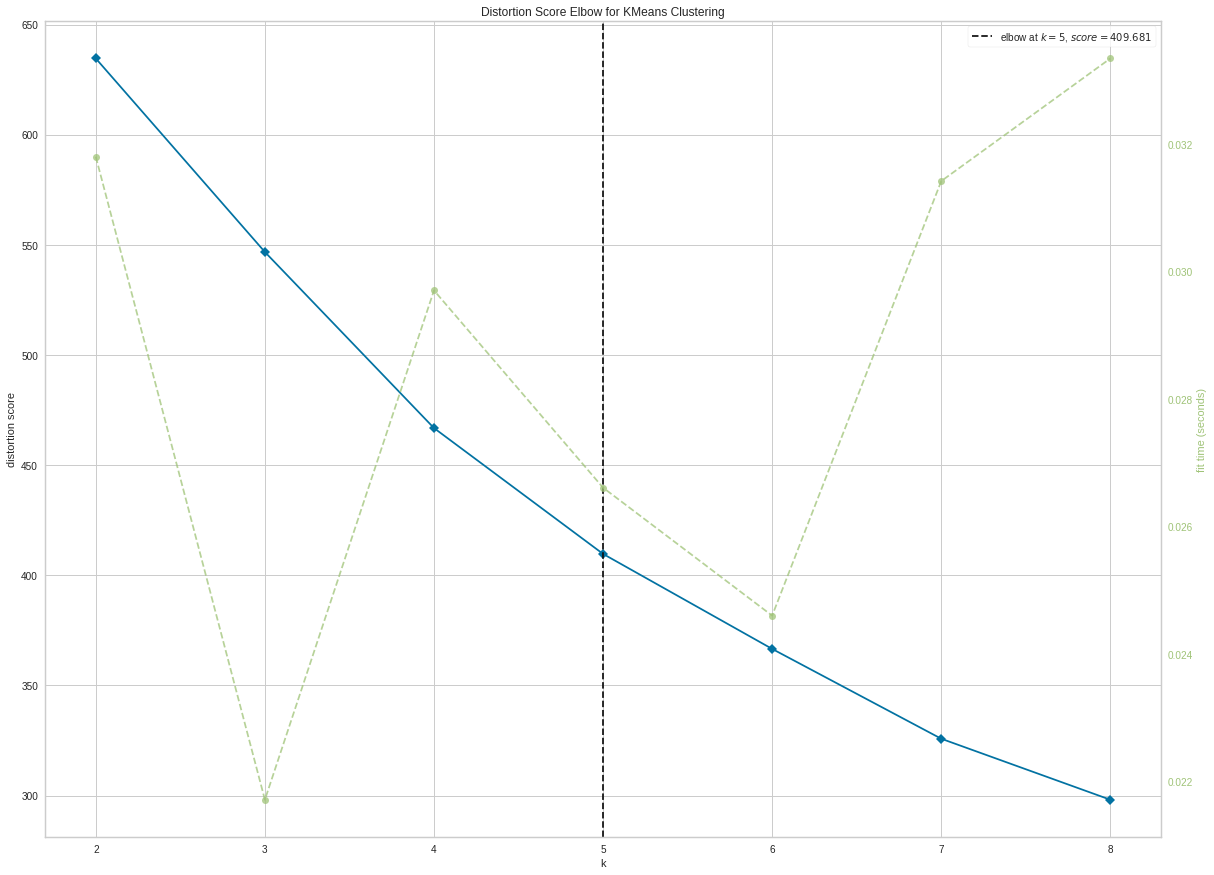 Distortion Score Elbow for KMeans Clustering
elbow at k = 5, score = 409.681
650
600
550
500
450
400
350
300
distortion score
0.032
0.030
0.028
0.026
0.024
0.022
fit time (seconds)
2 3 4 5 6 7 8
k